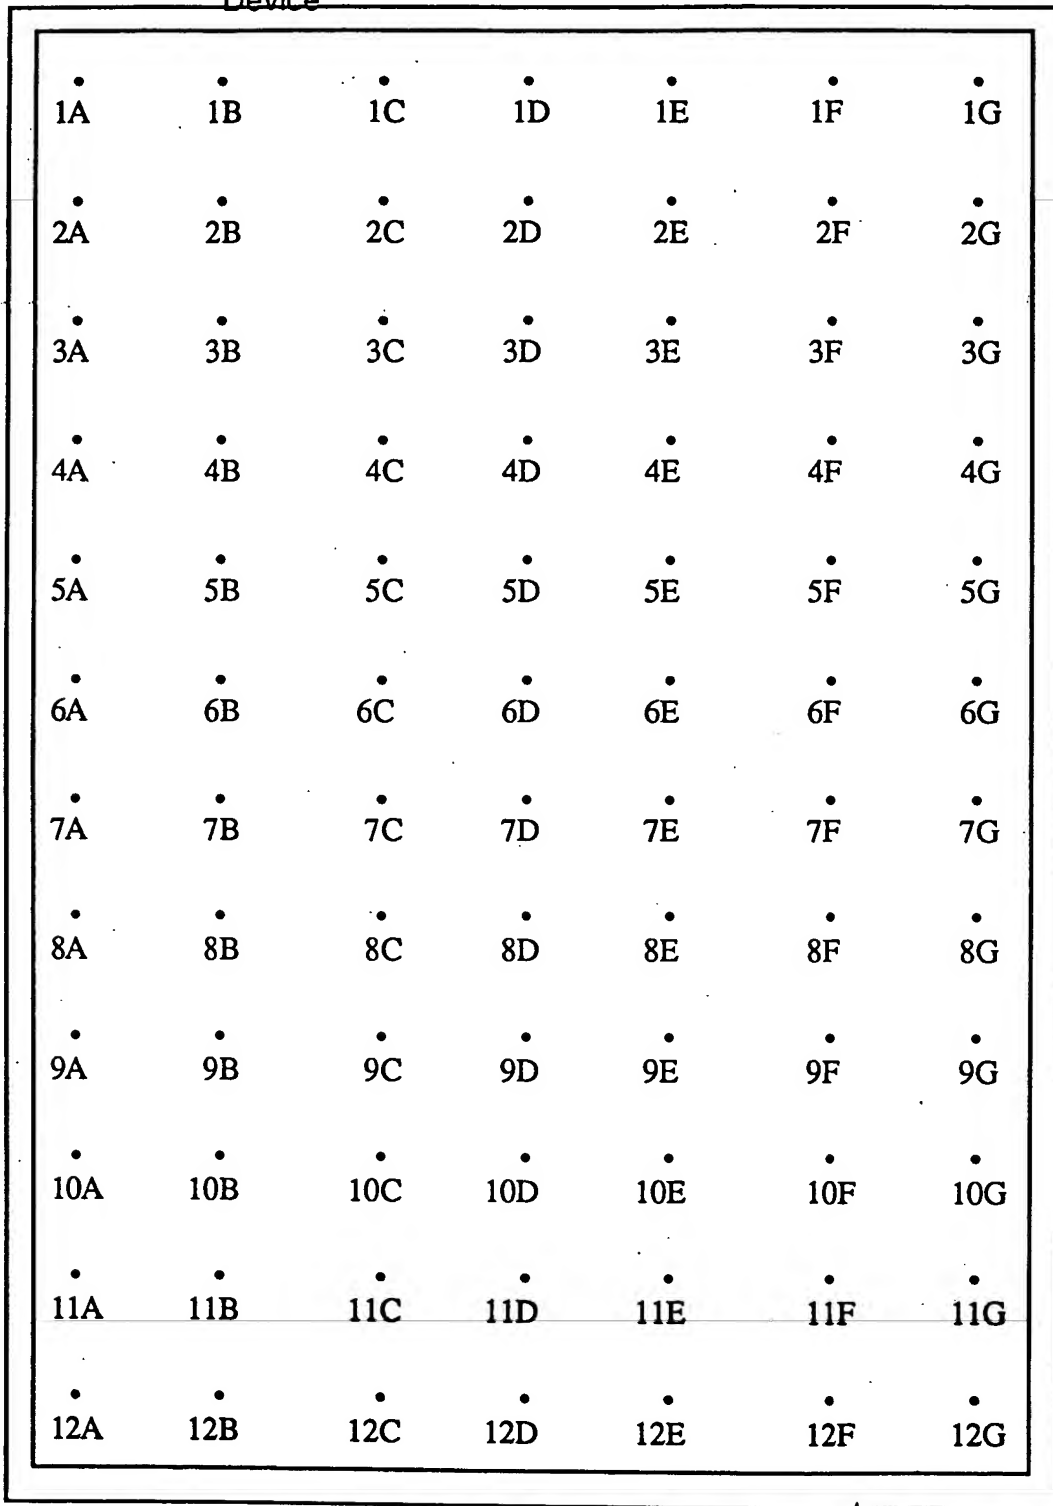 Device
1A 1B 1C 1D 1E 1F 1G
2A 2B 2C 2D 2E 2F 2G
3A 3B 3C 3D 3E 3F 3G
4A 4B 4C 4D 4E 4F 4G
5A 5B 5C 5D 5E 5F 5G
6A 6B 6C 6D 6E 6F 6G
7A 7B 7C 7D 7E 7F 7G
8A 8B 8C 8D 8E 8F 8G
9A 9B 9C 9D 9E 9F 9G
10A 10B 10C 10D 10E 10F 10G
11A 11B 11C 11D 11E 11F 11G
12A 12B 12C 12D 12E 12F 12G